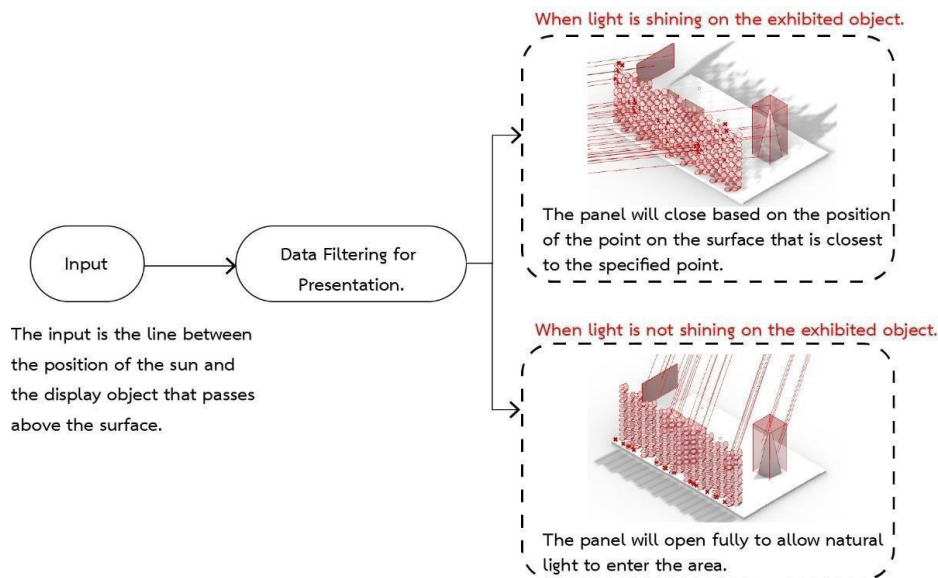 When light is shining on the exhibited object.
The panel will close based on the position
of the point on the surface that is closest
to the specified point.
Input
Data Filtering for
Presentation.
The input is the line between
the position of the sun and
the display object that passes
above the surface.
When light is not shining on the exhibited object.
The panel will open fully to allow natural
light to enter the area.